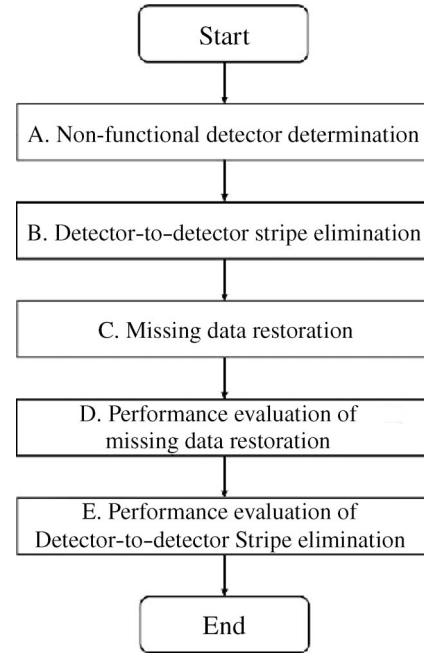 Start
A. Non-functional detector determination
B. Detector-to-detector stripe elimination
C. Missing data restoration
D. Performance evaluation of
missing data restoration
E. Performance evaluation of
Detector-to-detector Stripe elimination
End